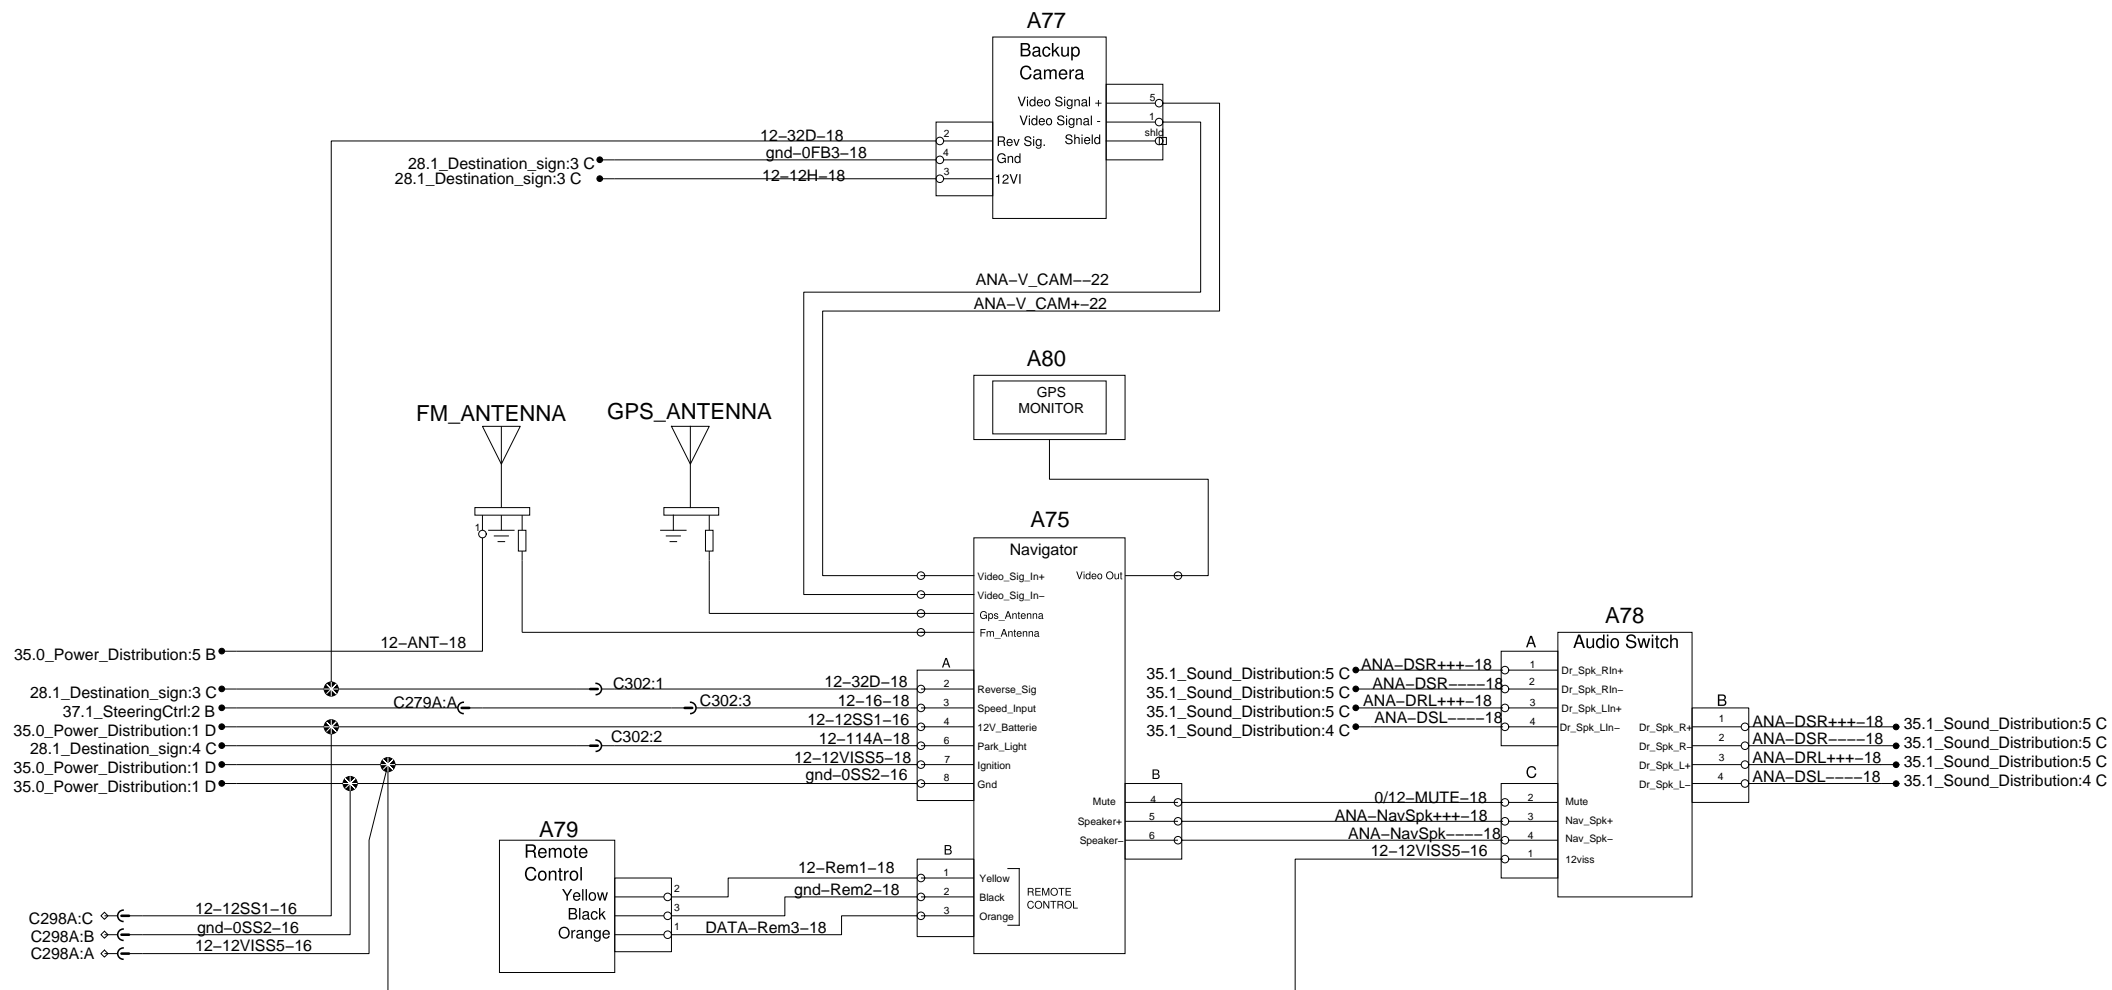 A77
Backup
Camera
Video Signal + 5
Video Signal - 1
Shield shld
12–32D–18 2 Rev Sig.
28.1_Destination_sign:3 C gnd–0FB3–18 4 Gnd
28.1_Destination_sign:3 C 12–12H–18 3 12VI
ANA–V_CAM––22
ANA–V_CAM+–22
A80
GPS
MONITOR
FM_ANTENNA
GPS_ANTENNA
1
A75
Navigator
Video_Sig_In+ Video Out
Video_Sig_In–
Gps_Antenna
Fm_Antenna
35.0_Power_Distribution:5 B 12–ANT–18
A
28.1_Destination_sign:3 C C302:1 12–32D–18 2 Reverse_Sig
37.1_SteeringCtrl:2 B C279A:A C302:3 12–16–18 3 Speed_Input
35.0_Power_Distribution:1 D 12–12SS1–16 4 12V_Batterie
28.1_Destination_sign:4 C C302:2 12–114A–18 6 Park_Light
35.0_Power_Distribution:1 D 12–12VISS5–18 7 Ignition
35.0_Power_Distribution:1 D gnd–0SS2–16 8 Gnd
B
Mute 4 0/12–MUTE–18
Speaker+ 5 ANA–NavSpk+++–18
Speaker– 6 ANA–NavSpk––––18
12–12VISS5–16
A78
Audio Switch
A
35.1_Sound_Distribution:5 C ANA–DSR+++–18 1 Dr_Spk_RIn+
35.1_Sound_Distribution:5 C ANA–DSR––––18 2 Dr_Spk_RIn–
35.1_Sound_Distribution:5 C ANA–DRL+++–18 3 Dr_Spk_LIn+
35.1_Sound_Distribution:4 C ANA–DSL––––18 4 Dr_Spk_LIn–
B
Dr_Spk_R+ 1 ANA–DSR+++–18 35.1_Sound_Distribution:5 C
Dr_Spk_R– 2 ANA–DSR––––18 35.1_Sound_Distribution:5 C
Dr_Spk_L+ 3 ANA–DRL+++–18 35.1_Sound_Distribution:5 C
Dr_Spk_L– 4 ANA–DSL––––18 35.1_Sound_Distribution:4 C
C
2 Mute
3 Nav_Spk+
4 Nav_Spk–
1 12viss
A79
Remote
Control
Yellow 2 12–Rem1–18
Black 3 gnd–Rem2–18
Orange 1 DATA–Rem3–18
B
1 Yellow
2 Black
3 Orange
REMOTE
CONTROL
C298A:C 12–12SS1–16
C298A:B gnd–0SS2–16
C298A:A 12–12VISS5–16